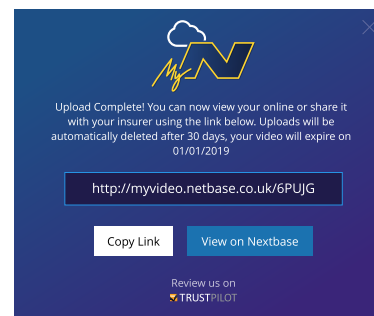 My N
Upload Complete! You can now view your online or share it
with your insurer using the link below. Uploads will be
automatically deleted after 30 days, your video will expire on
01/01/2019
http://myvideo.netbase.co.uk/6PUJG
Copy Link
View on Nextbase
Review us on
TRUSTPILOT